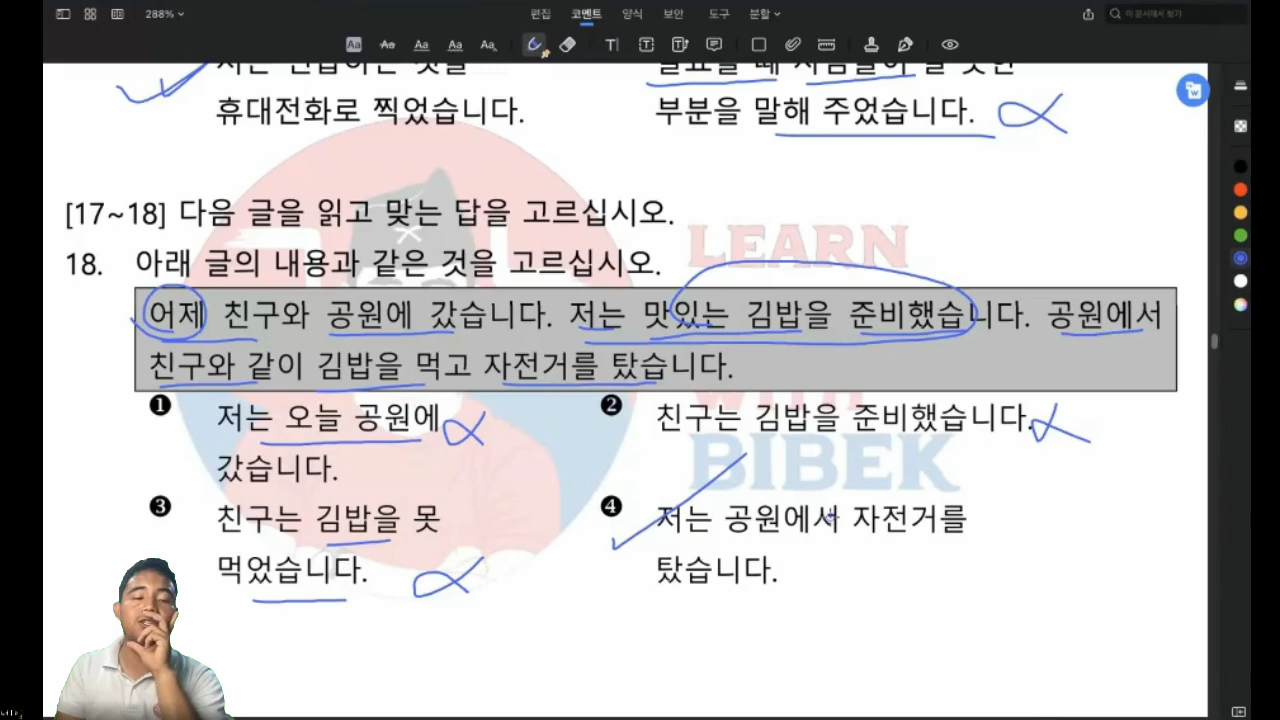 288%
편집 코멘트 양식 보안 도구 분할
이 문서에서 찾기
휴대전화로 찍었습니다.
부분을 말해 주었습니다.
[17~18] 다음 글을 읽고 맞는 답을 고르십시오.
18. 아래 글의 내용과 같은 것을 고르십시오.
어제 친구와 공원에 갔습니다. 저는 맛있는 김밥을 준비했습니다. 공원에서
친구와 같이 김밥을 먹고 자전거를 탔습니다.
❶ 저는 오늘 공원에
갔습니다.
❷ 친구는 김밥을 준비했습니다.
❸ 친구는 김밥을 못
먹었습니다.
❹ 저는 공원에서 자전거를
탔습니다.
LEARN
WITH
BIBEK